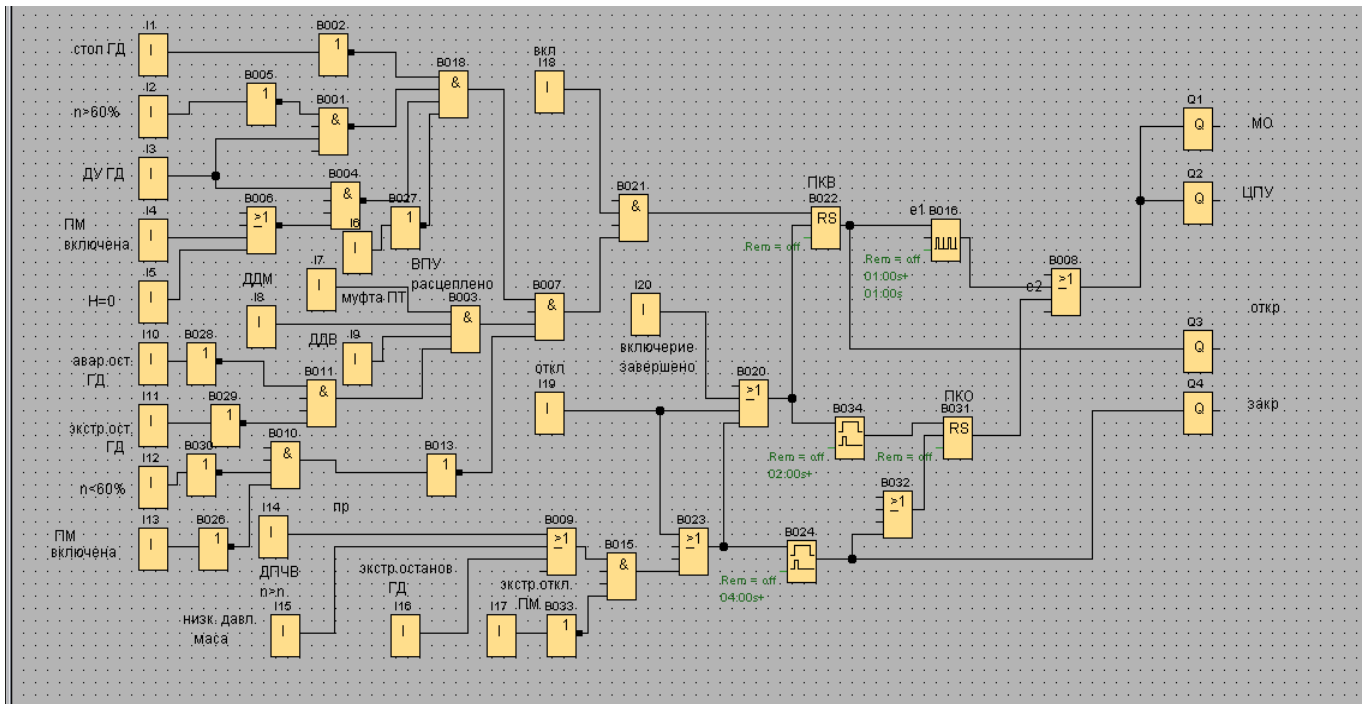 I1
стоп ГД
I
B002
1
B018
&
вкл
I18
I
I2
n>60%
I
B005
1
B001
&
I3
ДУ ГД
I
B004
&
B027
1
I4
ПМ
включена
I
B006
>1
I6
I
ВПУ
расцеплено
I5
H=0
I
I7
I
муфта ПТ
ДДМ
I8
I
B003
&
B007
&
ДДВ
I9
I
B021
&
ПКВ
B022
RS
.Rem = off
e1
B016
.Rem = off
01:00s+
01:00s
e2
B008
>1
Q1
Q
МО
Q2
Q
ЦПУ
откр
Q3
Q
Q4
Q
закр
I10
авар.ост.
ГД
I
B028
1
B011
&
I11
экстр.ост.
ГД
I
B029
1
I20
I
включерие
завершено
откл
I19
I
B020
>1
B034
.Rem = off
02:00s+
ПКО
B031
RS
.Rem = off
I12
n<60%
I
B030
1
B010
&
B013
1
I13
ПМ
включена
I
B026
1
пр
I14
I
ДПЧВ
n>n.
B009
>1
B015
&
B023
>1
B024
.Rem = off
04:00s+
B032
>1
I15
низк. давл.
маса
I
экстр.останов
ГД
I16
I
экстр.откл.
ПМ
I17
I
B033
1